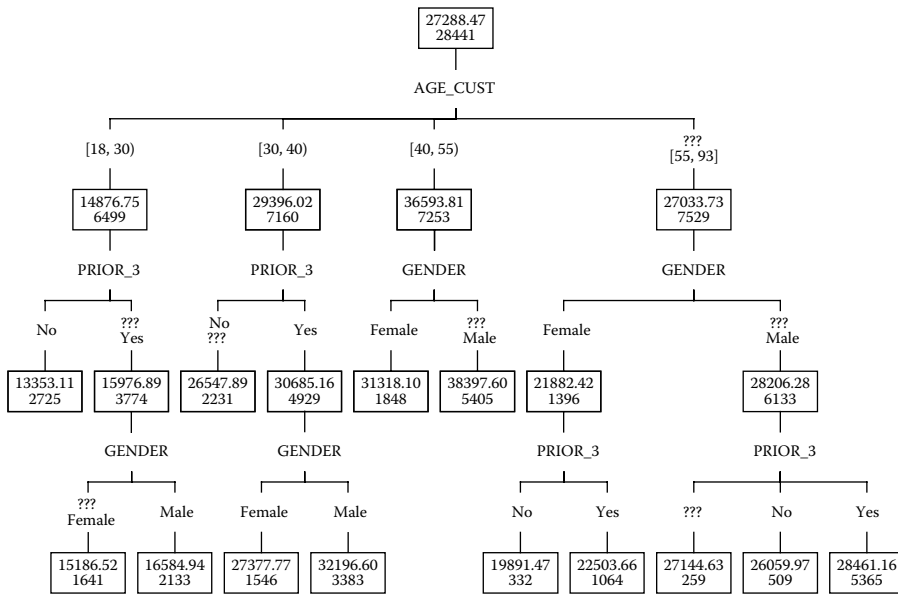 27288.47
28441
AGE_CUST
[18, 30)
[30, 40)
[40, 55)
???
[55, 93]
14876.75
6499
29396.02
7160
36593.81
7253
27033.73
7529
PRIOR_3
PRIOR_3
GENDER
GENDER
No
???
Yes
No
???
Yes
Female
???
Male
Female
???
Male
13353.11
2725
15976.89
3774
26547.89
2231
30685.16
4929
31318.10
1848
38397.60
5405
21882.42
1396
28206.28
6133
GENDER
GENDER
PRIOR_3
PRIOR_3
???
Female
Male
Female
Male
No
Yes
???
No
Yes
15186.52
1641
16584.94
2133
27377.77
1546
32196.60
3383
19891.47
332
22503.66
1064
27144.63
259
26059.97
509
28461.16
5365